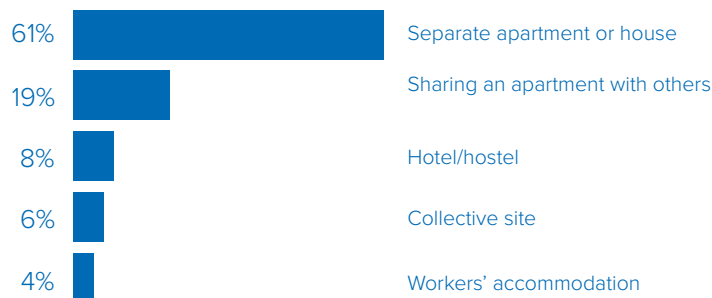 61% Separate apartment or house
19% Sharing an apartment with others
8% Hotel/hostel
6% Collective site
4% Workers’ accommodation